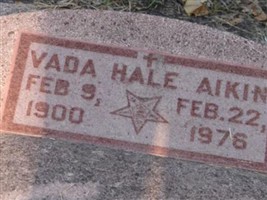 VADA HALE AIKIN
FEB 9, FEB. 22,
1900 1976